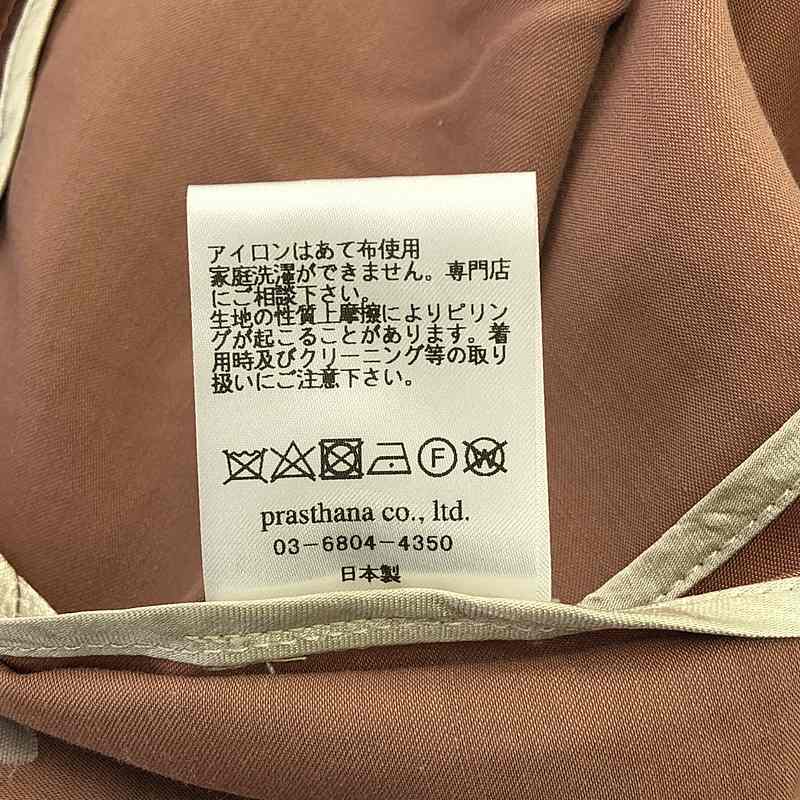 アイロンはあて布使用
家庭洗濯ができません。専門店
にご相談下さい。
生地の性質上摩擦によりピリン
グが起こることがあります。着
用時及びクリーニング等の取り
扱いにご注意下さい。
F W
prasthana co., ltd.
03-6804-4350
日本製